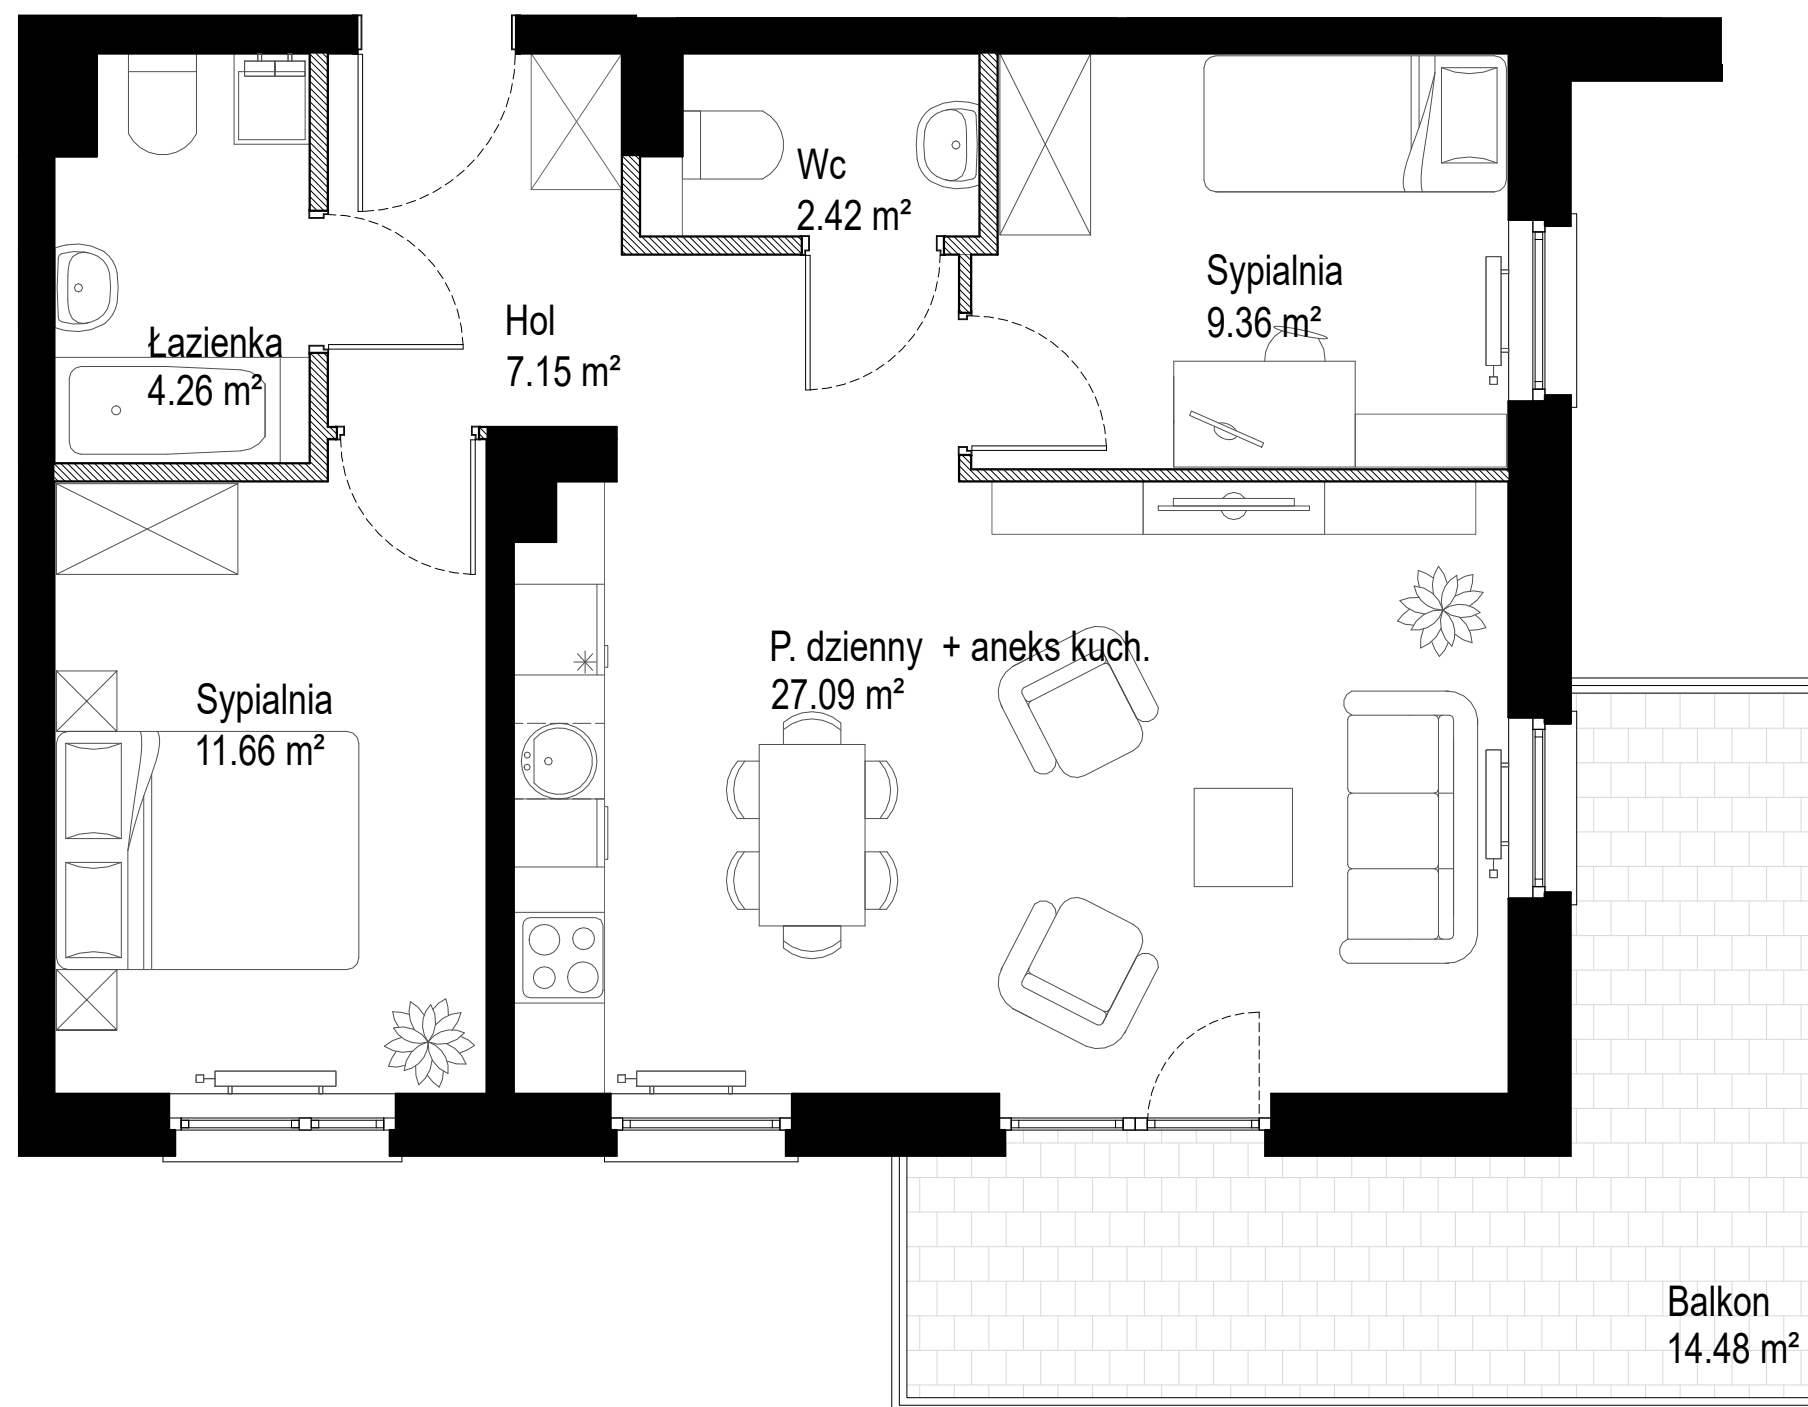 Wc
2.42 m²
Sypialnia
9.36 m²
Hol
7.15 m²
Łazienka
4.26 m²
P. dzienny + aneks kuch.
27.09 m²
Sypialnia
11.66 m²
Balkon
14.48 m²